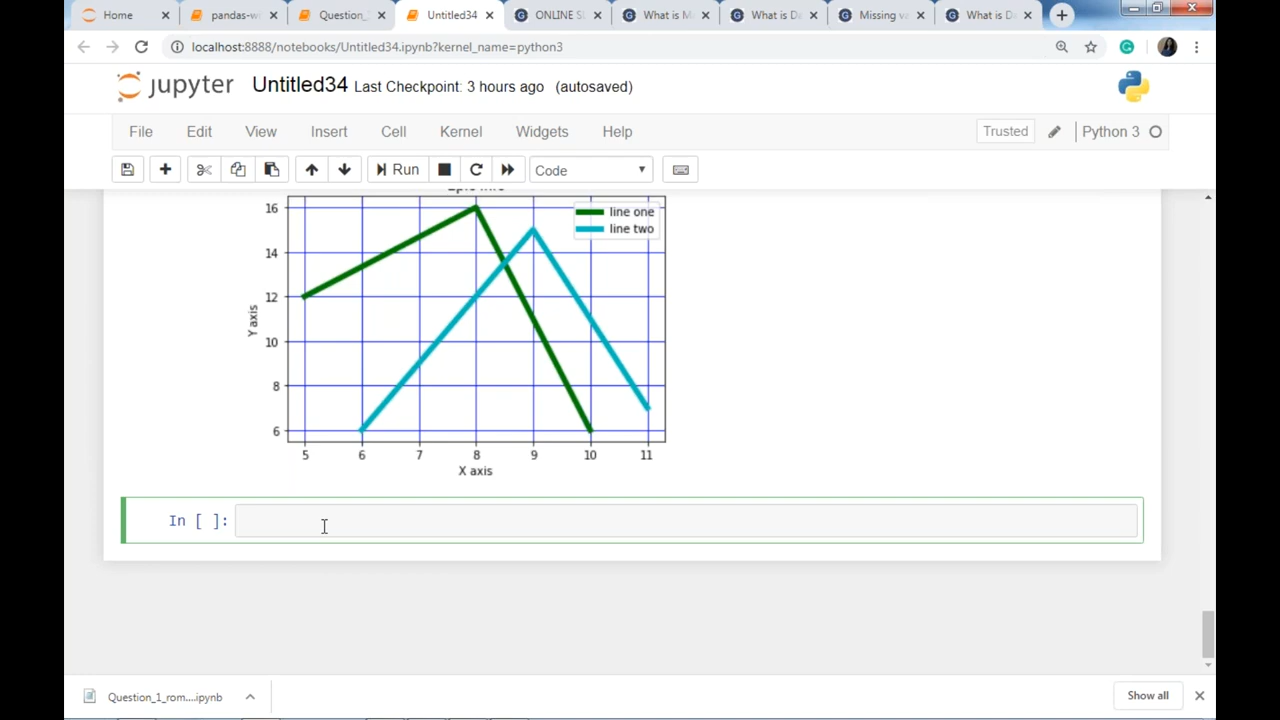 Home
pandas-w
Question_
Untitled34
ONLINE S
What is M
What is D
Missing va
What is D
localhost:8888/notebooks/Untitled34.ipynb?kernel_name=python3
jupyter Untitled34 Last Checkpoint: 3 hours ago (autosaved)
File Edit View Insert Cell Kernel Widgets Help Trusted Python 3
Run Code
16
14
12
10
8
6
Y axis
line one
line two
5 6 7 8 9 10 11
X axis
In [ ]:
Question_1_rom....ipynb
Show all